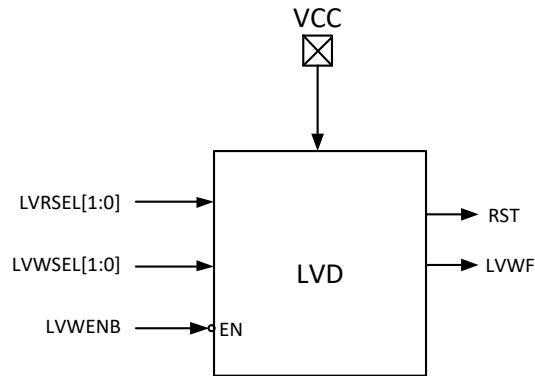 VCC
LVRSEL[1:0]
RST
LVWSEL[1:0]
LVD
LVWF
LVWENB
EN